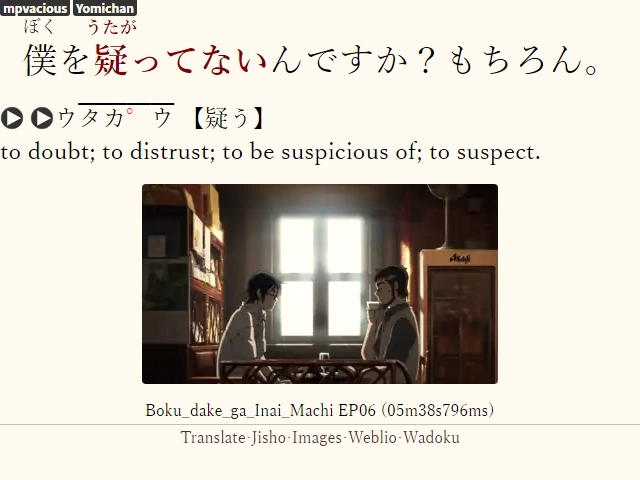 mpvacious Yomichan
ぼく うたが
僕を疑ってないんですか？もちろん。
ウタカ゜ウ 【疑う】
to doubt; to distrust; to be suspicious of; to suspect.
Asagi
Boku_dake_ga_Inai_Machi EP06 (05m38s796ms)
Translate·Jisho·Images·Weblio·Wadoku